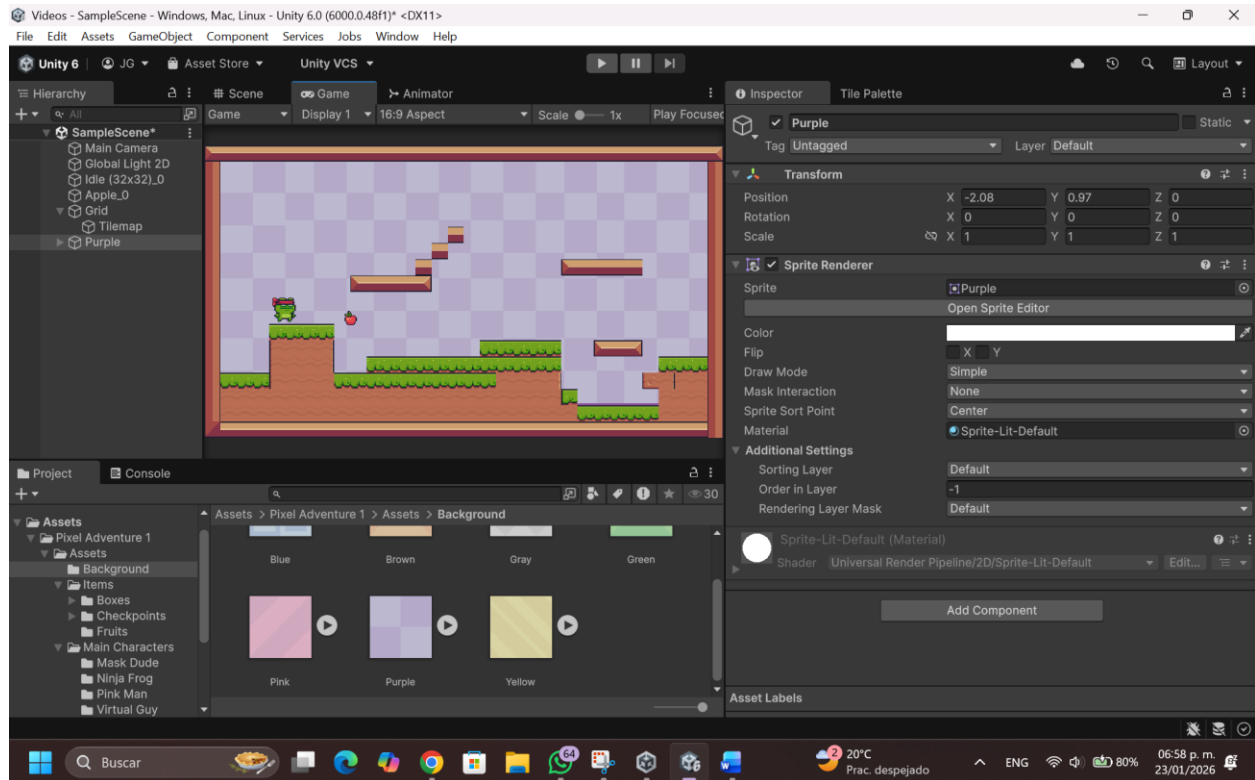 Videos - SampleScene - Windows, Mac, Linux - Unity 6.0 (6000.0.48f1)* <DX11>
File Edit Assets GameObject Component Services Jobs Window Help
Unity 6 JG Asset Store Unity VCS Layout
Hierarchy
All
SampleScene*
Main Camera
Global Light 2D
Idle (32x32)_0
Apple_0
Grid
Tilemap
Purple
Scene Game Animator
Game Display 1 16:9 Aspect Scale 1x Play Focused
Inspector Tile Palette
Purple Static
Tag Untagged Layer Default
Transform
Position X -2.08 Y 0.97 Z 0
Rotation X 0 Y 0 Z 0
Scale X 1 Y 1 Z 1
Sprite Renderer
Sprite Purple
Open Sprite Editor
Color
Flip X Y
Draw Mode Simple
Mask Interaction None
Sprite Sort Point Center
Material Sprite-Lit-Default
Additional Settings
Sorting Layer Default
Order in Layer -1
Rendering Layer Mask Default
Sprite-Lit-Default (Material)
Shader Universal Render Pipeline/2D/Sprite-Lit-Default Edit...
Add Component
Asset Labels
Project Console
30
Assets
Pixel Adventure 1
Assets
Background
Items
Boxes
Checkpoints
Fruits
Main Characters
Mask Dude
Ninja Frog
Pink Man
Virtual Guy
Assets > Pixel Adventure 1 > Assets > Background
Blue Brown Gray Green
Pink Purple Yellow
Buscar
64
2
20°C
Prac. despejado
ENG
80%
06:58 p. m.
23/01/2026